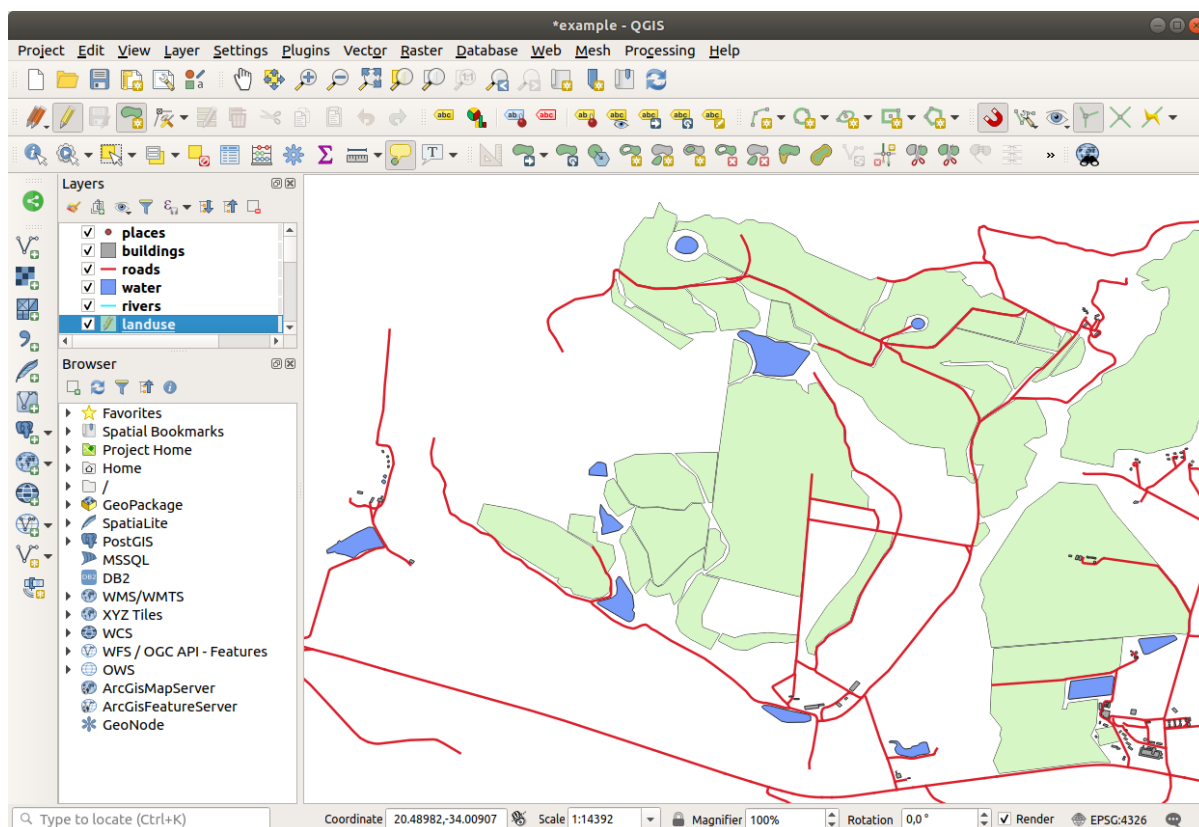 *example - QGIS
Project Edit View Layer Settings Plugins Vector Raster Database Web Mesh Processing Help
Layers
places
buildings
roads
water
rivers
landuse
Browser
Favorites
Spatial Bookmarks
Project Home
Home
/
GeoPackage
SpatiaLite
PostGIS
MSSQL
DB2
WMS/WMTS
XYZ Tiles
WCS
WFS / OGC API - Features
OWS
ArcGisMapServer
ArcGisFeatureServer
GeoNode
Type to locate (Ctrl+K) Coordinate 20.48982,-34.00907 Scale 1:14392 Magnifier 100% Rotation 0,0 ° Render EPSG:4326